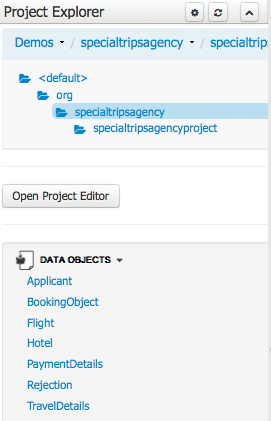 Project Explorer
Demos / specialtripsagency / specialtrips
<default>
org
specialtripsagency
specialtripsagencyproject
Open Project Editor
DATA OBJECTS
Applicant
BookingObject
Flight
Hotel
PaymentDetails
Rejection
TravelDetails